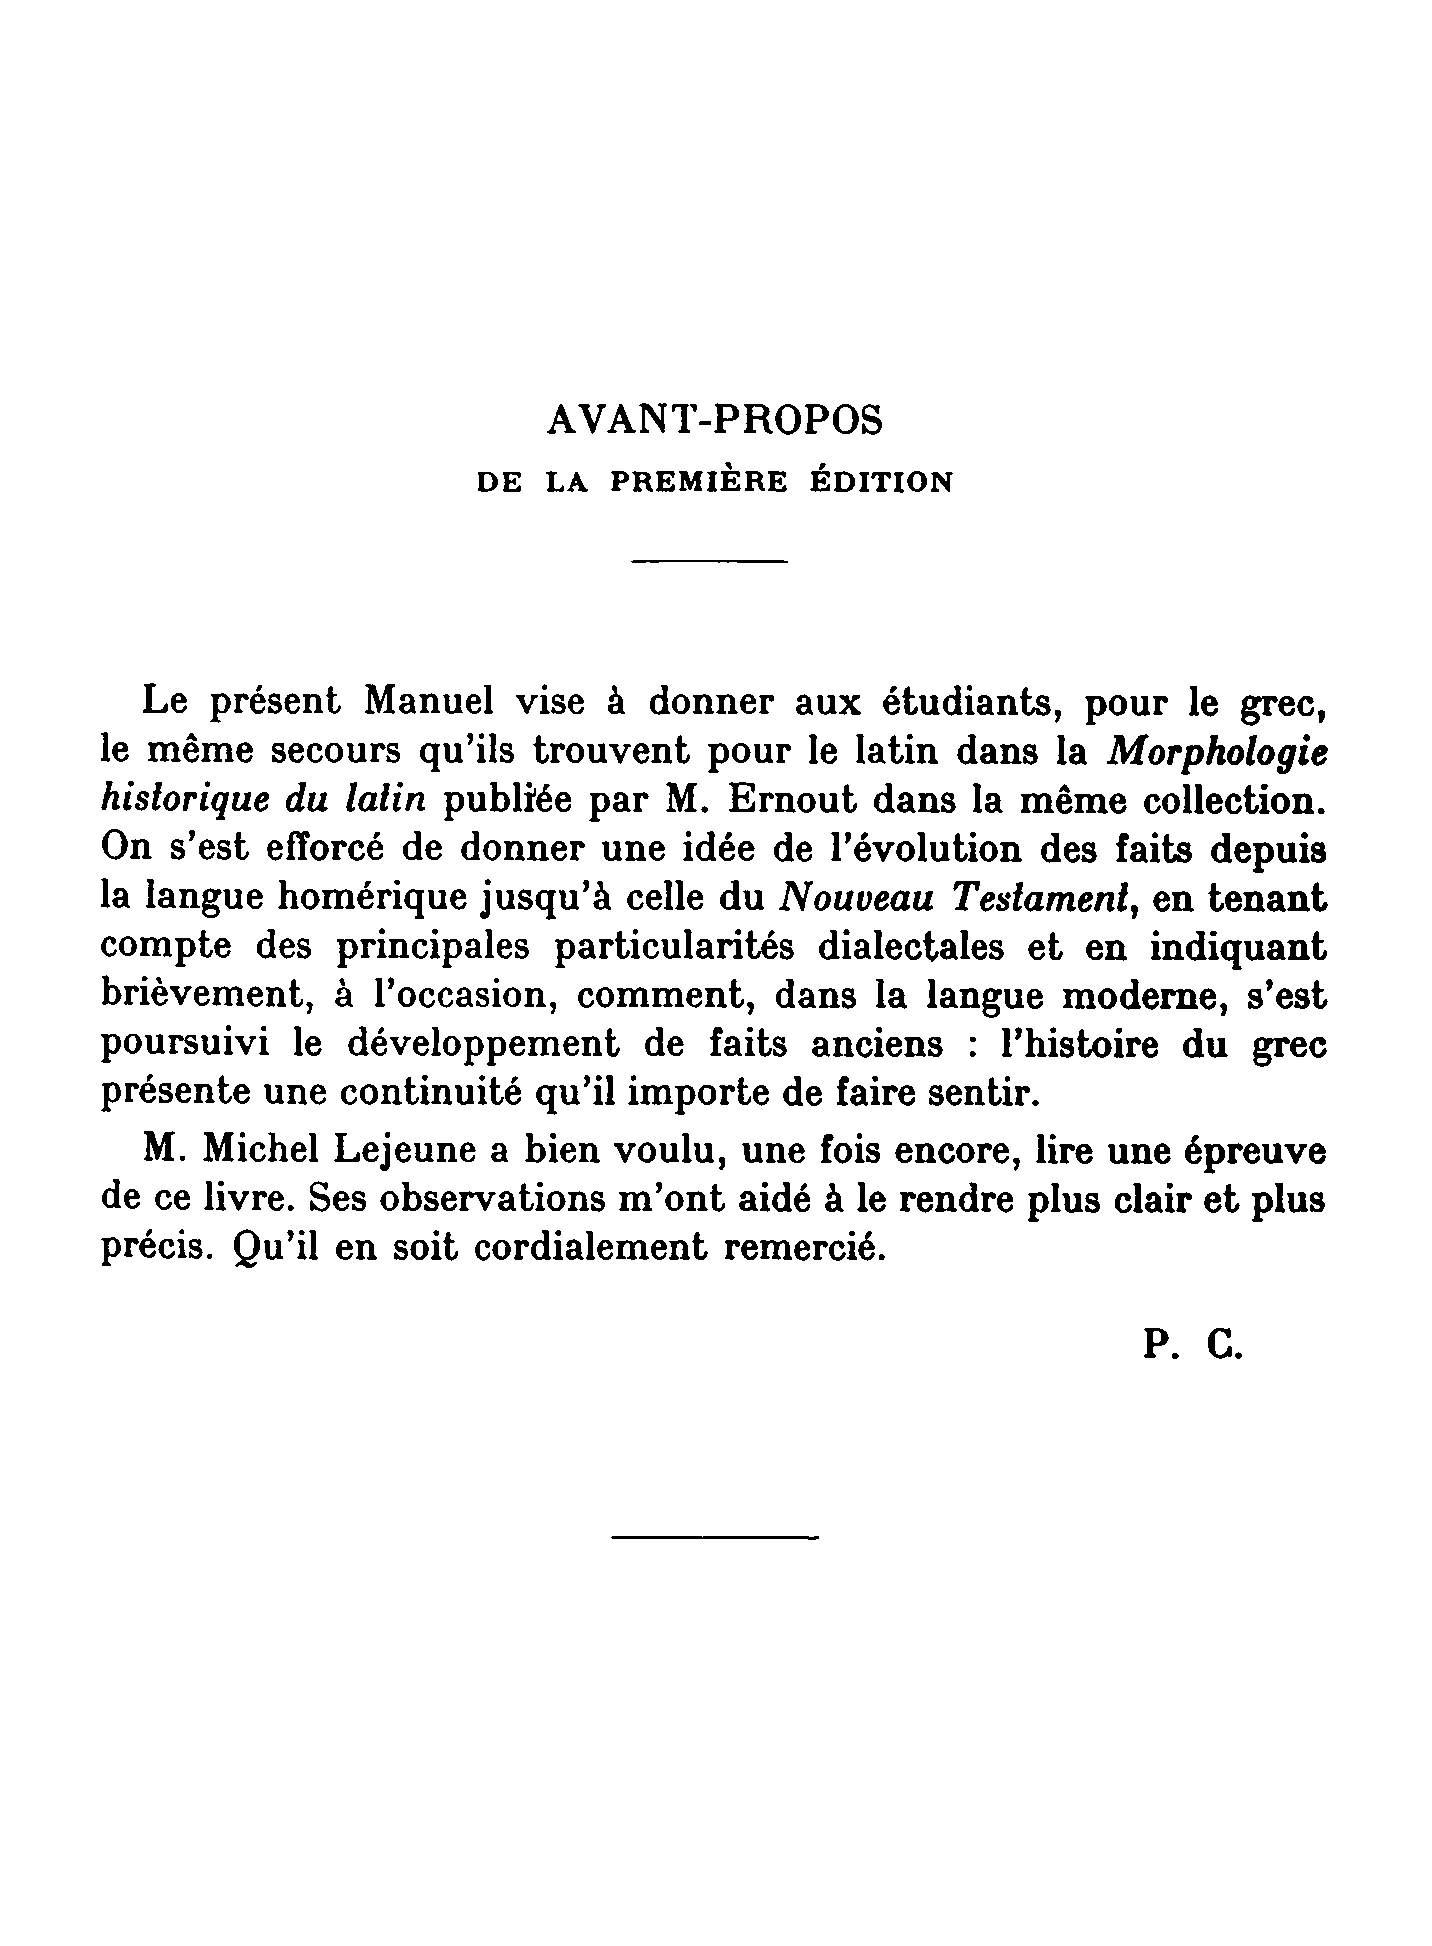 AVANT-PROPOS
DE LA PREMIÈRE ÉDITION
Le présent Manuel vise à donner aux étudiants, pour le grec,
le même secours qu'ils trouvent pour le latin dans la Morphologie
historique du latin publiée par M. Ernout dans la même collection.
On s'est efforcé de donner une idée de l'évolution des faits depuis
la langue homérique jusqu'à celle du Nouveau Testament, en tenant
compte des principales particularités dialectales et en indiquant
brièvement, à l'occasion, comment, dans la langue moderne, s'est
poursuivi le développement de faits anciens : l'histoire du grec
présente une continuité qu'il importe de faire sentir.
M. Michel Lejeune a bien voulu, une fois encore, lire une épreuve
de ce livre. Ses observations m'ont aidé à le rendre plus clair et plus
précis. Qu'il en soit cordialement remercié.
P. C.